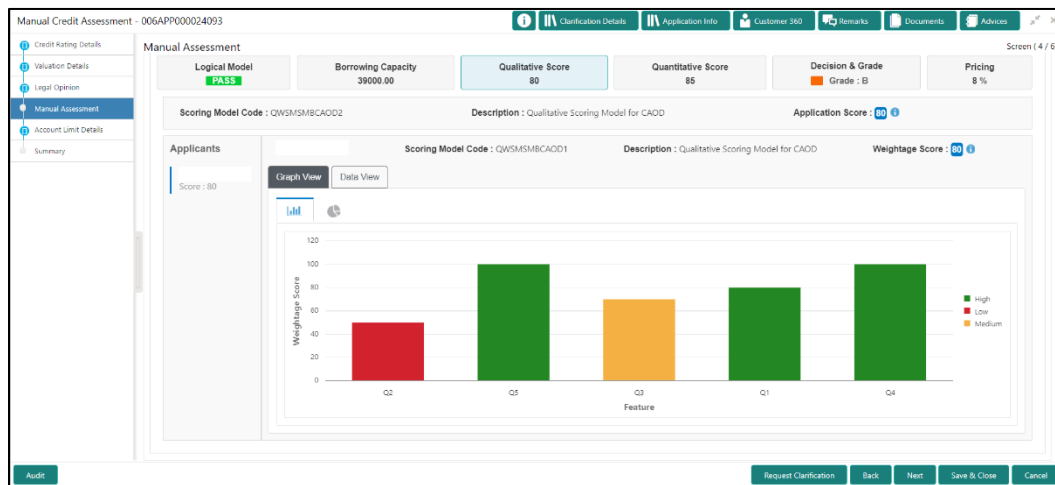 Manual Credit Assessment - 006APP000024093
Clarification Details
Application Info
Customer 360
Remarks
Documents
Advices
Credit Rating Details
Valuation Details
Legal Opinion
Manual Assessment
Account Limit Details
Summary
Manual Assessment
Screen ( 4 / 6
Logical Model
PASS
Borrowing Capacity
39000.00
Qualitative Score
80
Quantitative Score
85
Decision & Grade
Grade : B
Pricing
8 %
Scoring Model Code : QWSMSMBCAOD2
Description : Qualitative Scoring Model for CAOD
Application Score : 80
Applicants
Score : 80
Scoring Model Code : QWSMSMBCAOD1
Description : Qualitative Scoring Model for CAOD
Weightage Score : 80
Graph View
Data View
120
100
80
60
40
20
0
Weightage Score
Q2
Q5
Q3
Q1
Q4
Feature
High
Low
Medium
Audit
Request Clarification
Back
Next
Save & Close
Cancel